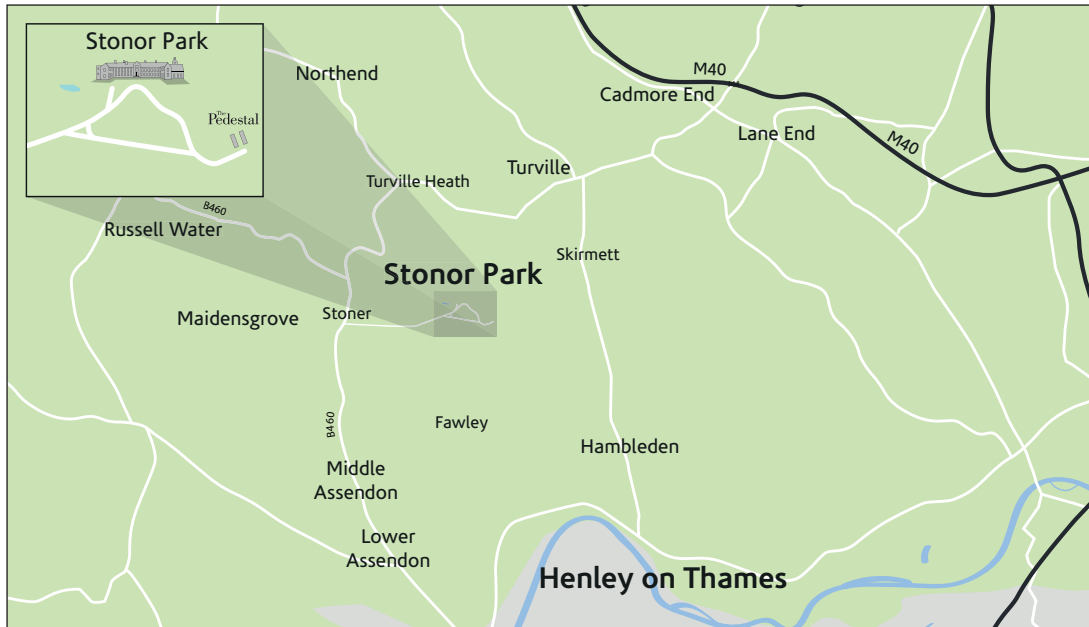 Stonor Park
The
Pedestal
Northend
M40
Cadmore End
Lane End
M40
Turville
Turville Heath
B460
Russell Water
Skirmett
Stonor Park
Maidensgrove
Stoner
B460
Fawley
Hambleden
Middle
Assendon
Lower
Assendon
Henley on Thames